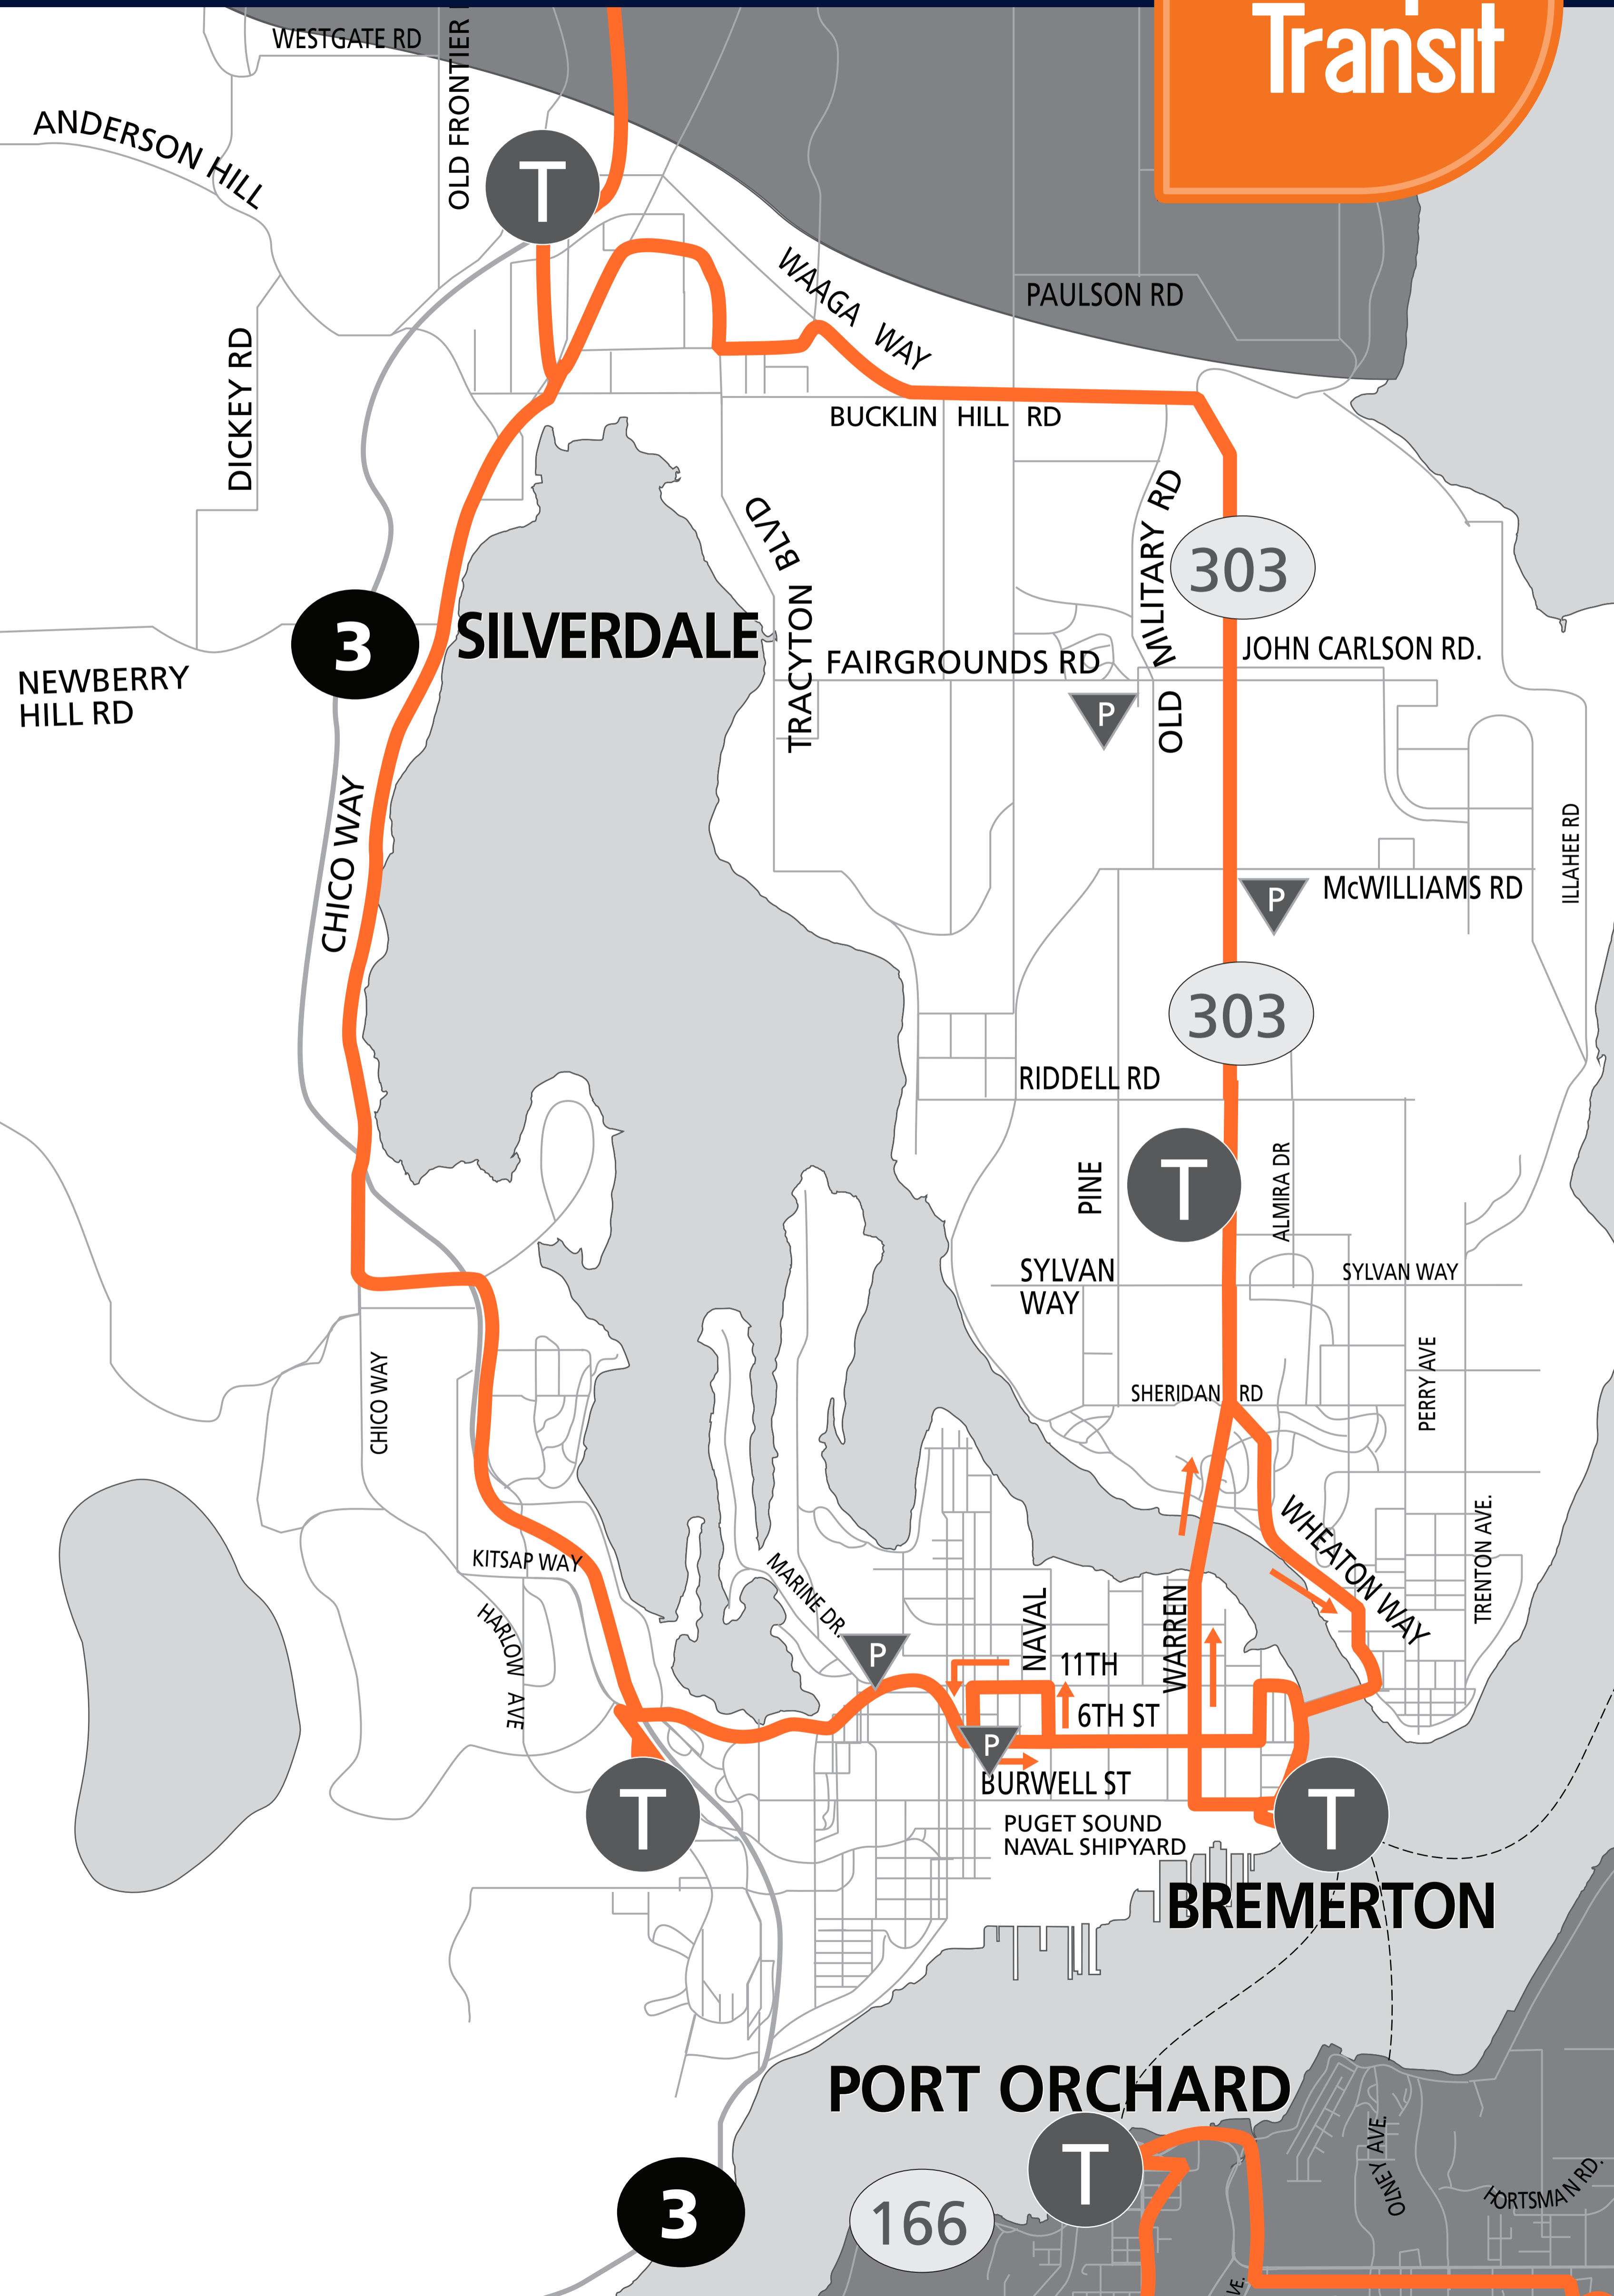 Transit
WESTGATE RD
OLD FRONTIER
ANDERSON HILL
T
WAAGA WAY
PAULSON RD
DICKEY RD
BUCKLIN HILL RD
TRACYTON BLVD
OLD MILITARY RD
303
3
SILVERDALE
JOHN CARLSON RD.
FAIRGROUNDS RD
NEWBERRY
HILL RD
P
CHICO WAY
ILLAHEE RD
P
McWILLIAMS RD
303
RIDDELL RD
PINE
T
ALMIRA DR
SYLVAN
WAY
SYLVAN WAY
CHICO WAY
PERRY AVE
SHERIDAN RD
KITSAP WAY
WHEATON WAY
TRENTON AVE.
MARINE DR.
HARLOW AVE
P
NAVAL
11TH
WARREN
6TH ST
P
BURWELL ST
T
T
PUGET SOUND
NAVAL SHIPYARD
BREMERTON
PORT ORCHARD
T
OLNEY AVE.
HORTSMAN RD.
3
166
VE.